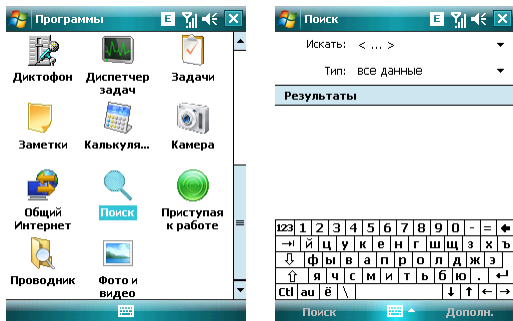 Программы E
Диктофон Диспетчер задач Задачи
Заметки Калькуля... Камера
Общий Интернет Поиск Приступая к работе
Проводник Фото и видео
Поиск E
Искать: < ... >
Тип: все данные
Результаты
123 1 2 3 4 5 6 7 8 9 0 - =
й ц у к е н г ш щ з х ъ
ф ы в а п р о л д ж э
я ч с м и т ь б ю .
Ctl au ё \
Поиск Дополн.